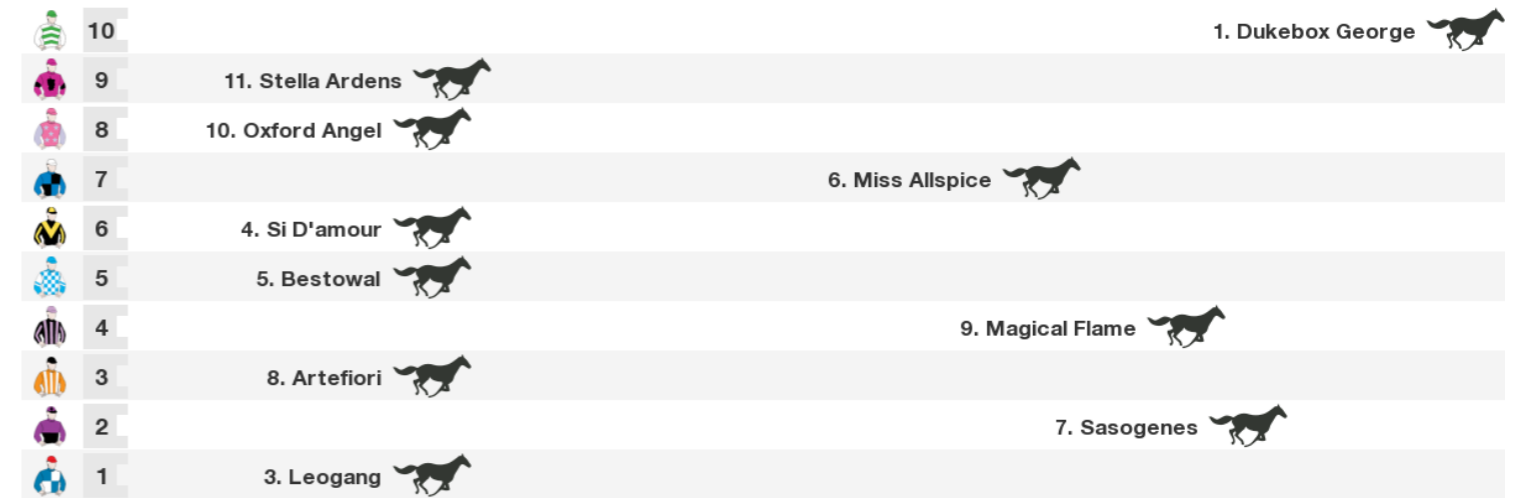 10 1. Dukebox George
9 11. Stella Ardens
8 10. Oxford Angel
7 6. Miss Allspice
6 4. Si D'amour
5 5. Bestowal
4 9. Magical Flame
3 8. Artefiori
2 7. Sasogenes
1 3. Leogang